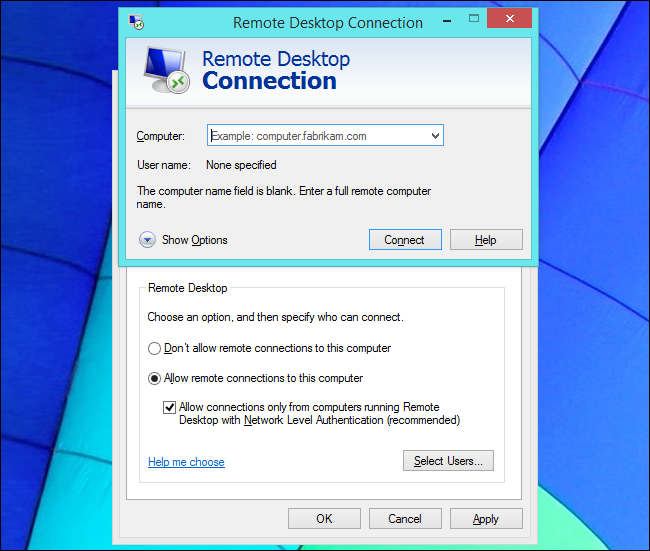 Remote Desktop Connection
Remote Desktop
Connection
Computer:
Example: computer.fabrikam.com
User name: None specified
The computer name field is blank. Enter a full remote computer
name.
Show Options
Connect
Help
Remote Desktop
Choose an option, and then specify who can connect.
Don't allow remote connections to this computer
Allow remote connections to this computer
Allow connections only from computers running Remote
Desktop with Network Level Authentication (recommended)
Help me choose
Select Users...
OK
Cancel
Apply